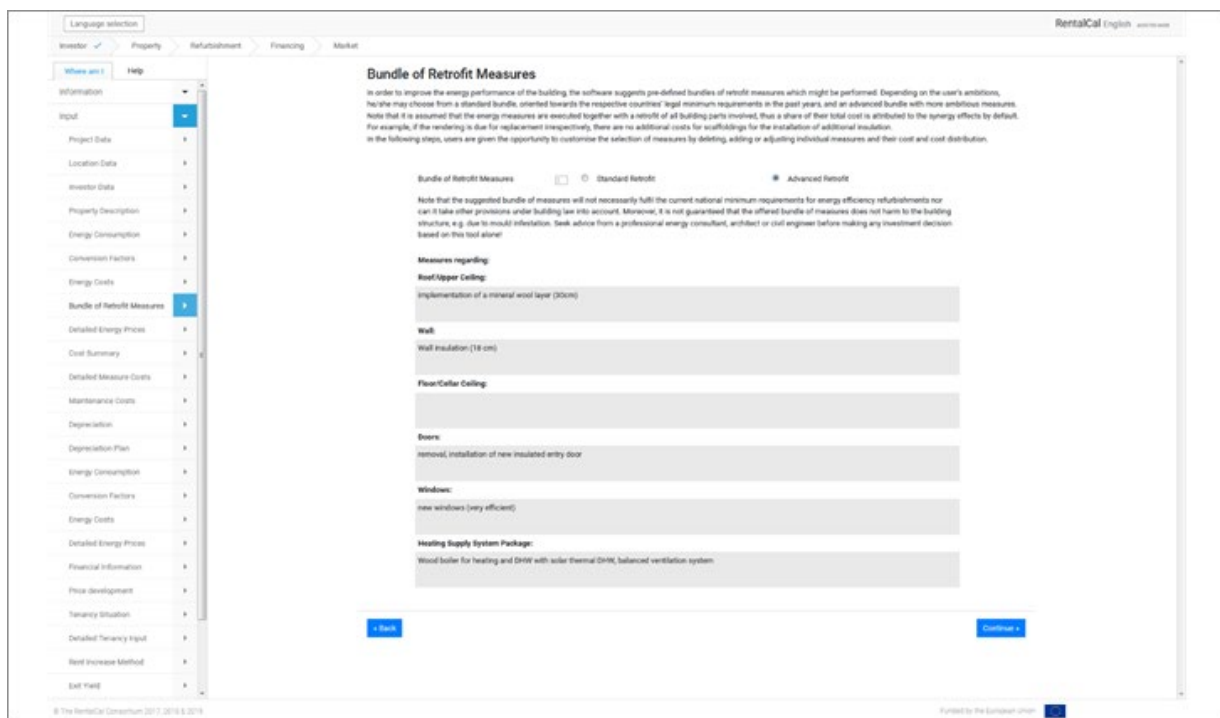 Language selection
RentalCal English
Investor
Property
Refurbishment
Financing
Market
Where am I
Help
Information
Input
Project Data
Location Data
Investor Data
Property Description
Energy Consumption
Conversion Factors
Energy Costs
Bundle of Retrofit Measures
Detailed Energy Prices
Cost Summary
Detailed Measure Costs
Maintenance Costs
Depreciation
Depreciation Plan
Energy Consumption
Conversion Factors
Energy Costs
Detailed Energy Prices
Financial Information
Price development
Tenancy Situation
Detailed Tenancy Input
Rent Increase Method
Exit Yield
Bundle of Retrofit Measures
In order to improve the energy performance of the building, the software suggests pre-defined bundles of retrofit measures which might be performed. Depending on the user's ambitions,
he/she may choose from a standard bundle, oriented towards the respective countries' legal minimum requirements in the past years, and an advanced bundle with more ambitious measures.
Note that it is assumed that the energy measures are executed together with a retrofit of all building parts involved, thus a share of their total cost is attributed to the synergy effects by default.
For example, if the rendering is due for replacement irrespectively, there are no additional costs for scaffoldings for the installation of additional insulation.
In the following steps, users are given the opportunity to customise the selection of measures by deleting, adding or adjusting individual measures and their cost and cost distribution.
Bundle of Retrofit Measures
Standard Retrofit
Advanced Retrofit
Note that the suggested bundle of measures will not necessarily fulfil the current national minimum requirements for energy efficiency refurbishments nor
can it take other provisions under building law into account. Moreover, it is not guaranteed that the offered bundle of measures does not harm to the building
structure, e.g. due to mould infestation. Seek advice from a professional energy consultant, architect or civil engineer before making any investment decision
based on this tool alone!
Measures regarding:
Roof/Upper Ceiling:
implementation of a mineral wool layer (30cm)
Wall:
Wall insulation (18 cm)
Floor/Cellar Ceiling:
Doors:
removal, installation of new insulated entry door
Windows:
new windows (very efficient)
Heating Supply System Package:
Wood boiler for heating and DHW with solar thermal DHW, balanced ventilation system
« Back
Continue »
© The RentalCal Consortium 2017, 2018 & 2019
Funded by the European Union